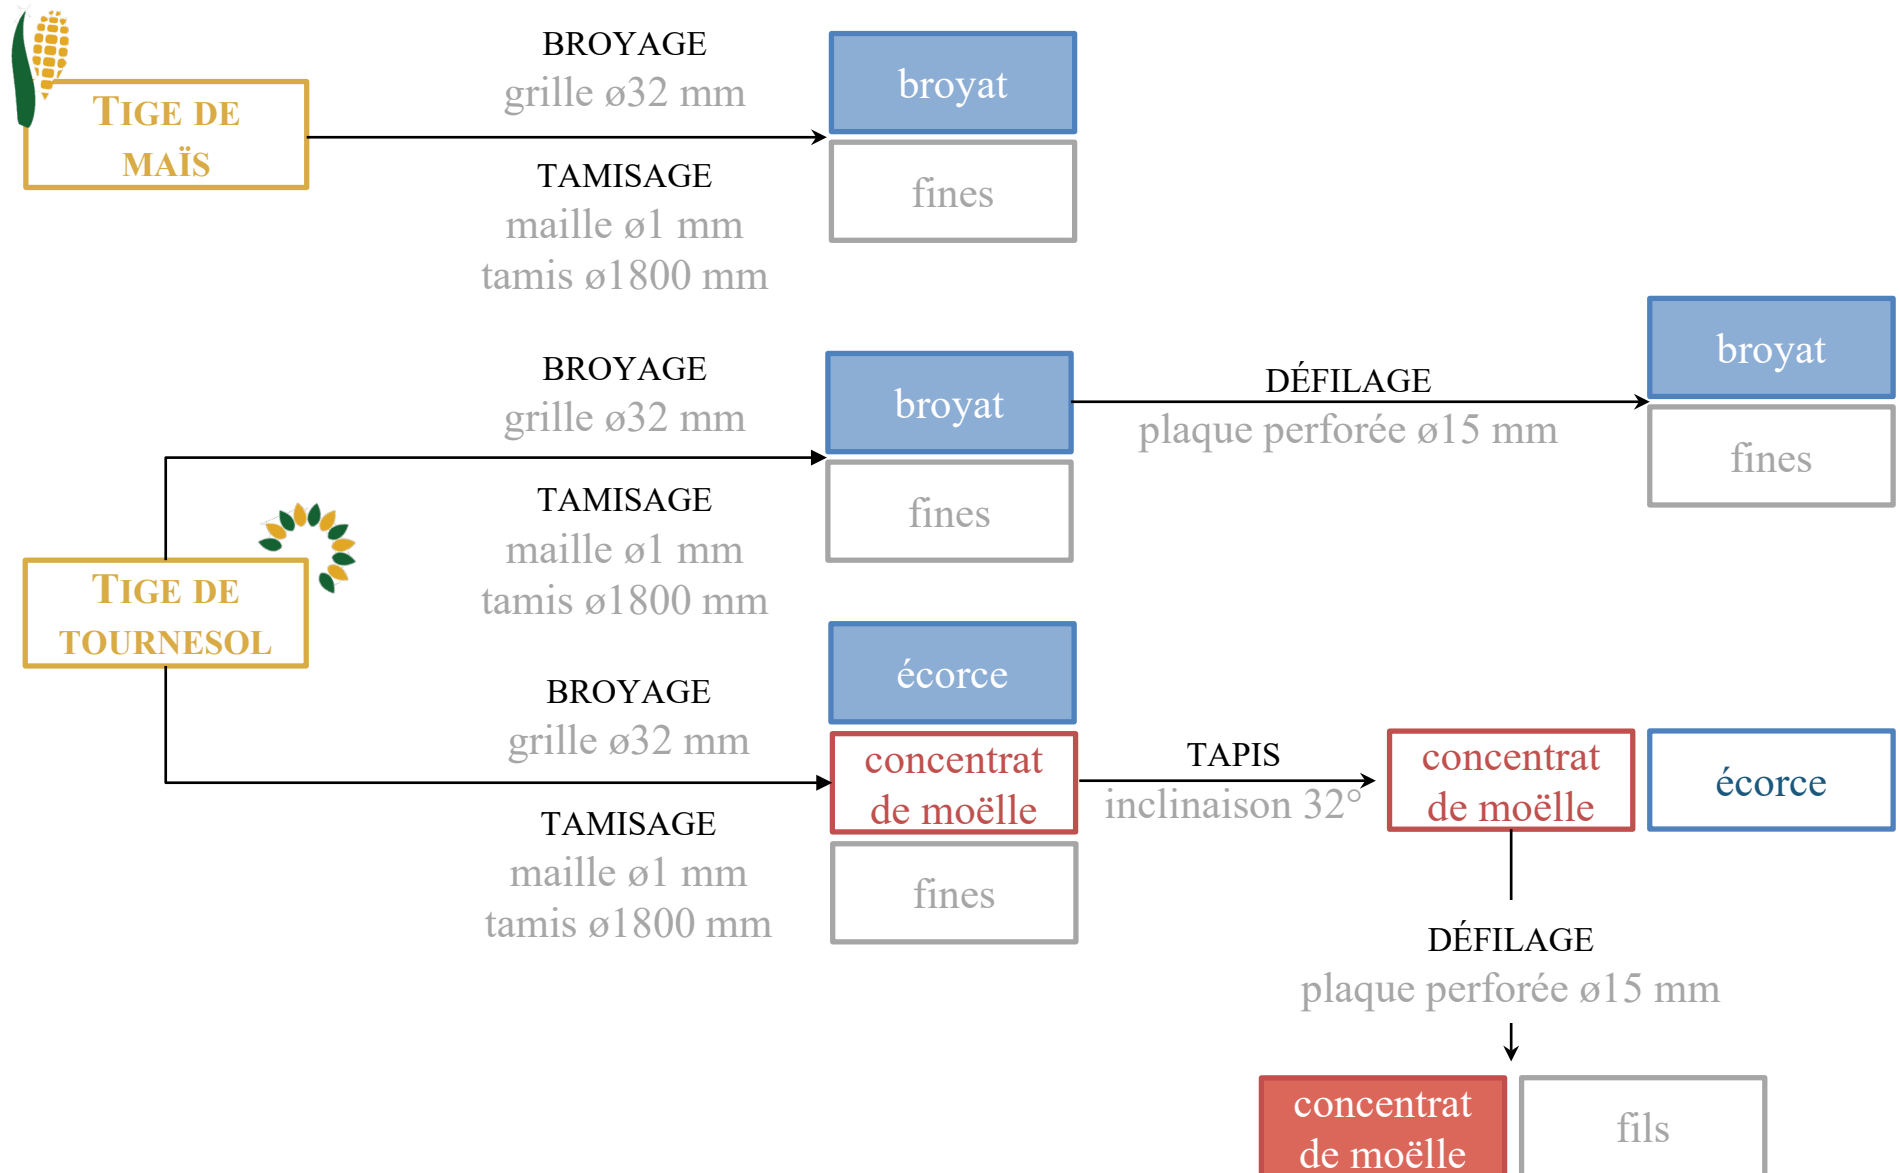 TIGE DE
MAÏS
BROYAGE
grille ø32 mm
TAMISAGE
maille ø1 mm
tamis ø1800 mm
broyat
fines
TIGE DE
TOURNESOL
BROYAGE
grille ø32 mm
TAMISAGE
maille ø1 mm
tamis ø1800 mm
broyat
fines
DÉFILAGE
plaque perforée ø15 mm
broyat
fines
BROYAGE
grille ø32 mm
TAMISAGE
maille ø1 mm
tamis ø1800 mm
écorce
concentrat
de moëlle
fines
TAPIS
inclinaison 32°
concentrat
de moëlle
écorce
DÉFILAGE
plaque perforée ø15 mm
concentrat
de moëlle
fils